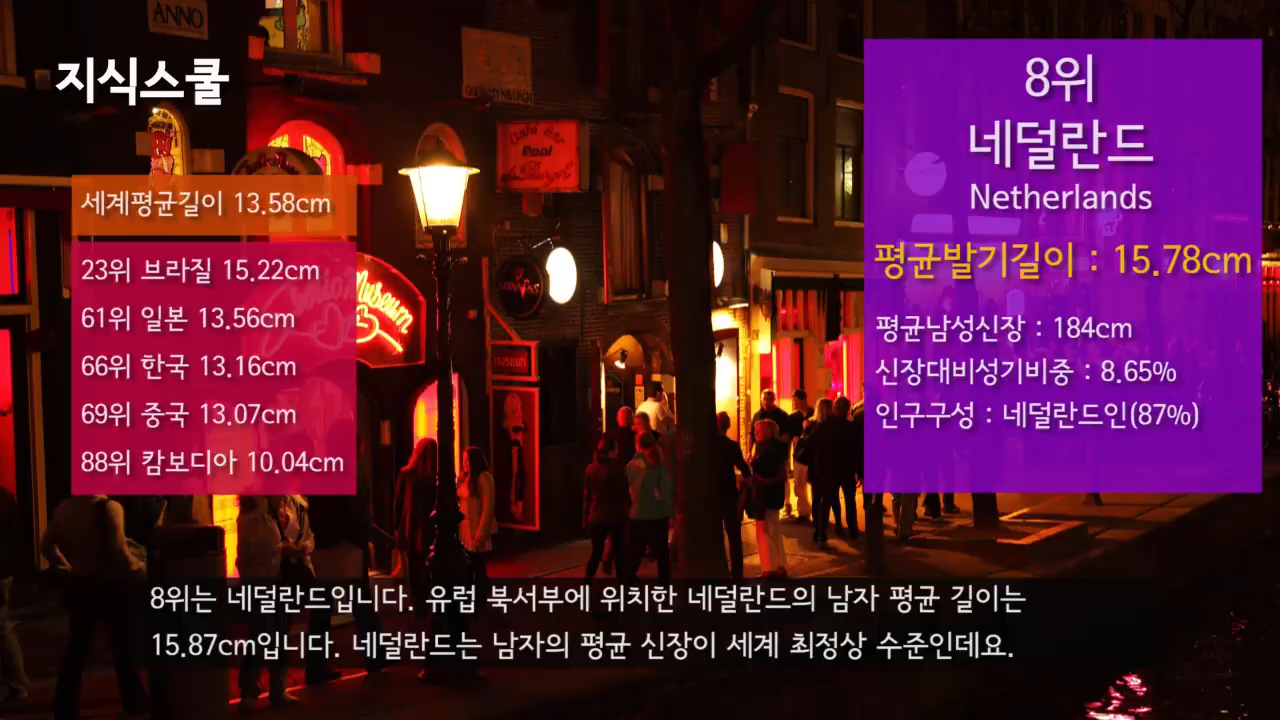 ANNO
지식스쿨
세계평균길이 13.58cm
23위 브라질 15.22cm
61위 일본 13.56cm
66위 한국 13.16cm
69위 중국 13.07cm
88위 캄보디아 10.04cm
Museum
MUSEUM
GUINNESS
8위
네덜란드
Netherlands
평균발기길이 : 15.78cm
평균남성신장 : 184cm
신장대비성기비중 : 8.65%
인구구성 : 네덜란드인(87%)
8위는 네덜란드입니다. 유럽 북서부에 위치한 네덜란드의 남자 평균 길이는
15.87cm입니다. 네덜란드는 남자의 평균 신장이 세계 최정상 수준인데요.